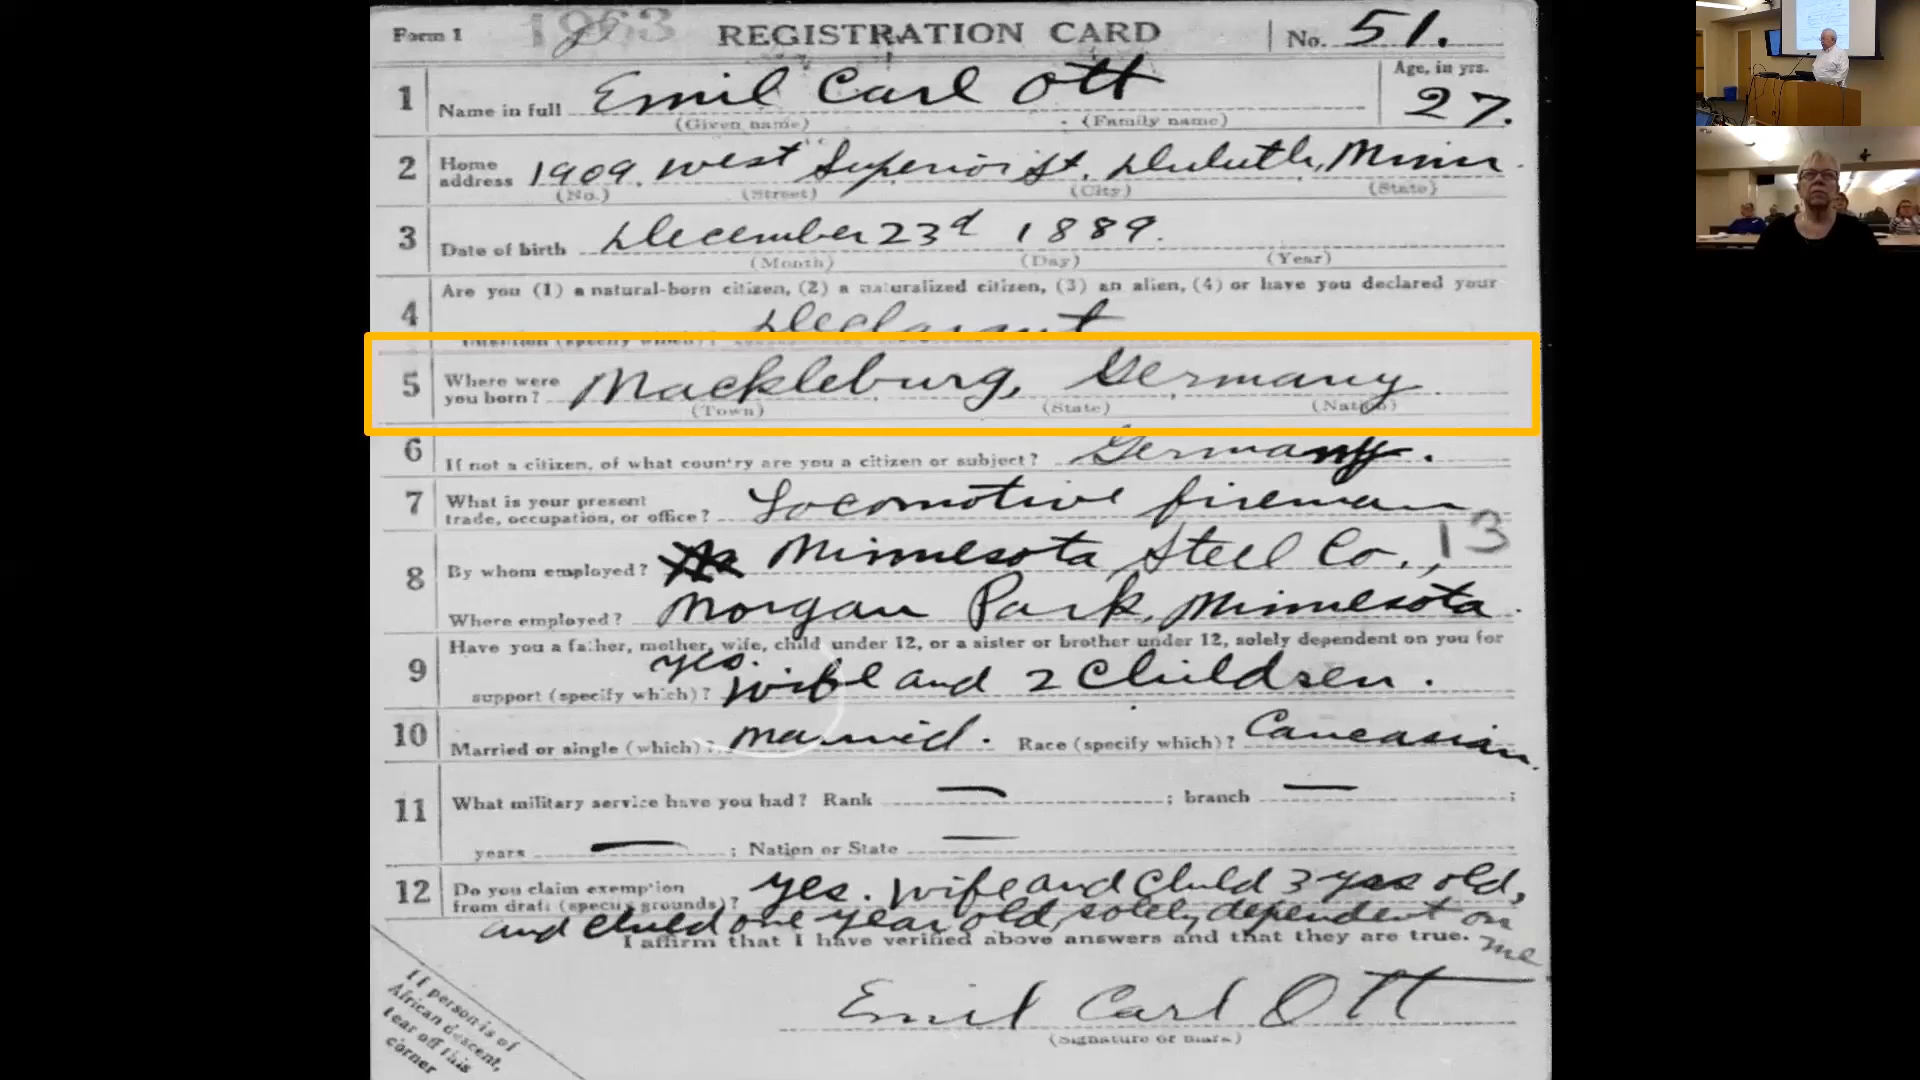 Form 1 1963 REGISTRATION CARD No. 51.
1 Name in full Emil Carl Ott Age, in yrs. 27.
(Given name) (Family name)
2 Home address 1909. West Superior St. Duluth, Minn.
(No.) (Street) (City) (State)
3 Date of birth December 23d 1889.
(Month) (Day) (Year)
4 Are you (1) a natural-born citizen, (2) a naturalized citizen, (3) an alien, (4) or have you declared your
intention (specify which)? Declarant
5 Where were you born? Mackleburg, Germany
(Town) (State) (Nation)
6 If not a citizen, of what country are you a citizen or subject? Germany.
7 What is your present trade, occupation, or office? Locomotive fireman
13
8 By whom employed? Minnesota Steel Co.,
Where employed? Morgan Park, Minnesota.
9 Have you a father, mother, wife, child under 12, or a sister or brother under 12, solely dependent on you for
support (specify which)? yes. wife and 2 children.
10 Married or single (which)? married. Race (specify which)? Caucasian.
11 What military service have you had? Rank — ; branch — ;
years — ; Nation or State —
12 Do you claim exemption from draft (specify grounds)? yes. Wife and Child 3 yrs old,
and child one year old, solely dependent on me
I affirm that I have verified above answers and that they are true.
Emil Carl Ott
(Signature or mark)
If person is of
African descent,
tear off this
corner